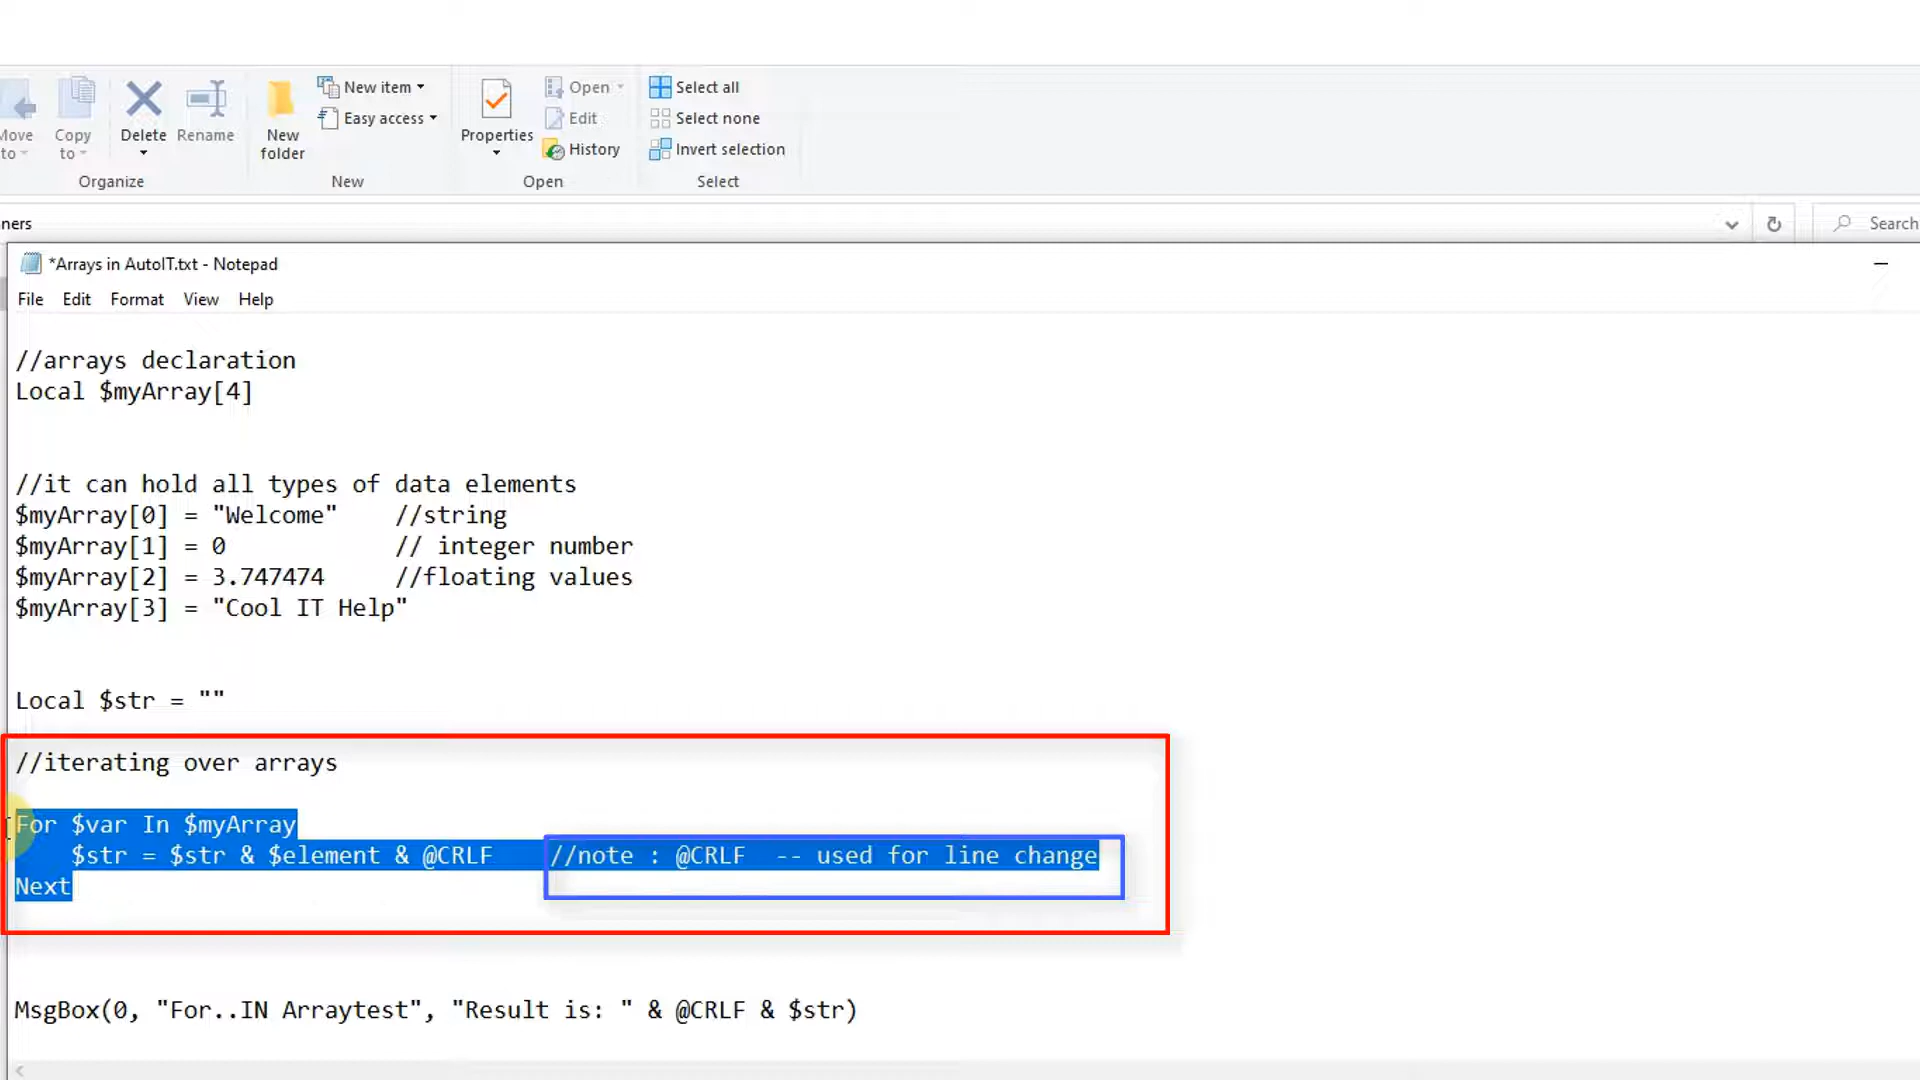 Move to
Copy to
Delete
Rename
Organize
New folder
New item
Easy access
New
Properties
Open
Edit
History
Open
Select all
Select none
Invert selection
Select
ners
Search
*Arrays in AutoIT.txt - Notepad
File Edit Format View Help
//arrays declaration
Local $myArray[4]
//it can hold all types of data elements
$myArray[0] = "Welcome"    //string
$myArray[1] = 0            // integer number
$myArray[2] = 3.747474     //floating values
$myArray[3] = "Cool IT Help"
Local $str = ""
//iterating over arrays
For $var In $myArray
    $str = $str & $element & @CRLF    //note : @CRLF  -- used for line change
Next
MsgBox(0, "For..IN Arraytest", "Result is: " & @CRLF & $str)